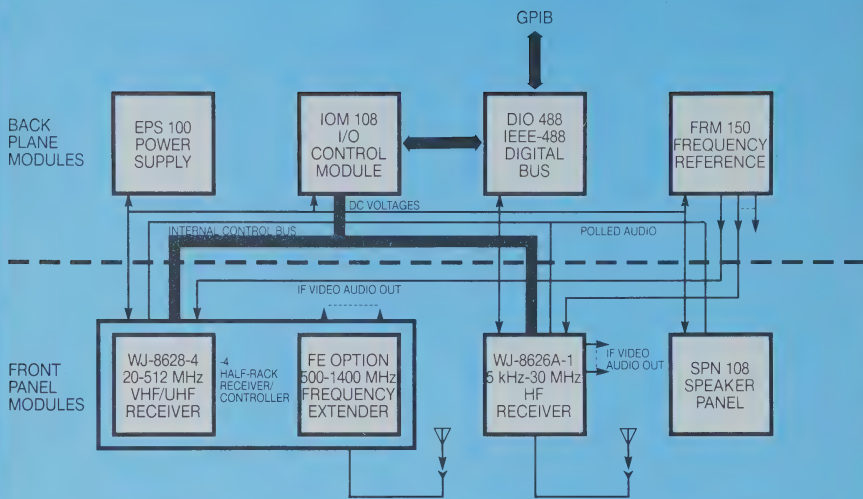 GPIB
BACK
PLANE
MODULES
EPS 100
POWER
SUPPLY
IOM 108
I/O
CONTROL
MODULE
DIO 488
IEEE-488
DIGITAL
BUS
FRM 150
FREQUENCY
REFERENCE
DC VOLTAGES
INTERNAL CONTROL BUS
POLLED AUDIO
IF VIDEO AUDIO OUT
FRONT
PANEL
MODULES
WJ-8628-4
20-512 MHz
VHF/UHF
RECEIVER
-4
HALF-RACK
RECEIVER/
CONTROLLER
FE OPTION
500-1400 MHz
FREQUENCY
EXTENDER
WJ-8626A-1
5 kHz-30 MHz
HF
RECEIVER
IF VIDEO
AUDIO OUT
SPN 108
SPEAKER
PANEL